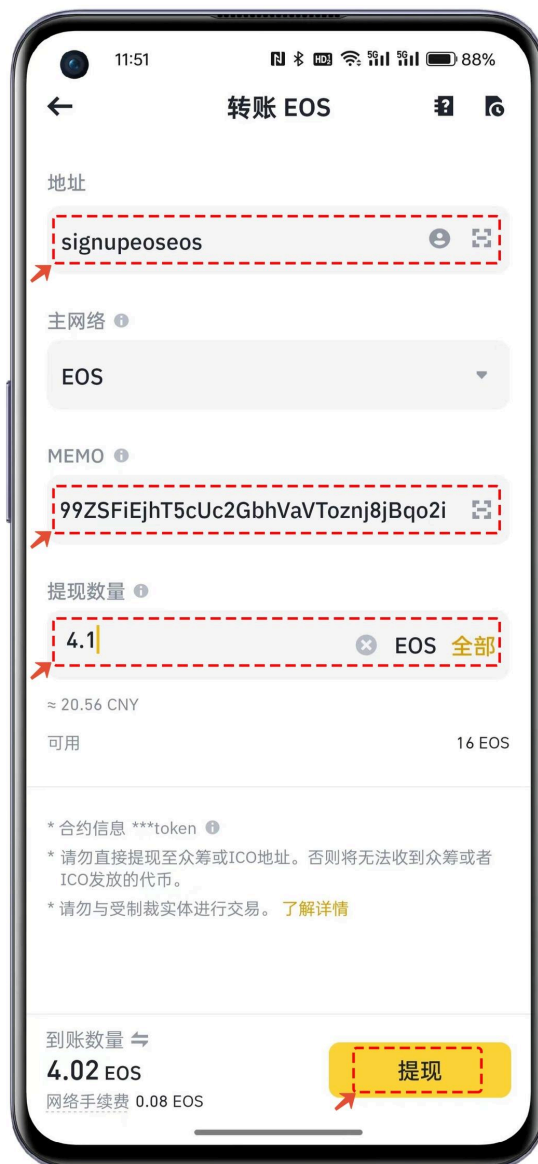 11:51
HD 5G 5G 88%
转账 EOS
地址
signupeoseos
主网络
EOS
MEMO
99ZSFiEjhT5cUc2GbhVaVToznj8jBqo2i
提现数量
4.1 EOS 全部
≈ 20.56 CNY
可用 16 EOS
* 合约信息 ***token
* 请勿直接提现至众筹或ICO地址。否则将无法收到众筹或者
ICO发放的代币。
* 请勿与受制裁实体进行交易。 了解详情
到账数量
4.02 EOS
网络手续费 0.08 EOS
提现